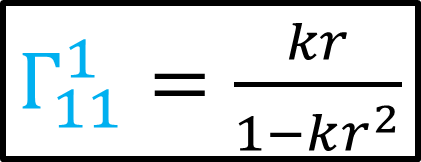 Γ¹₁₁ = kr / (1−kr²)